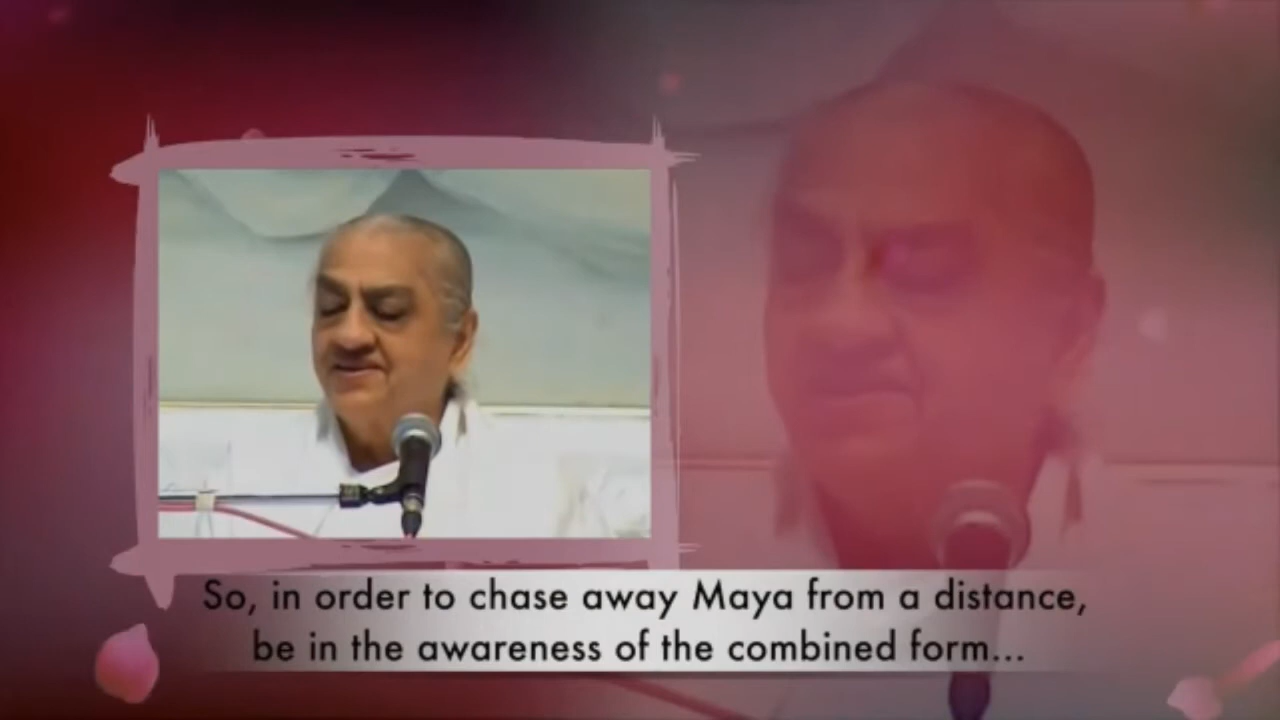 So, in order to chase away Maya from a distance,
be in the awareness of the combined form...